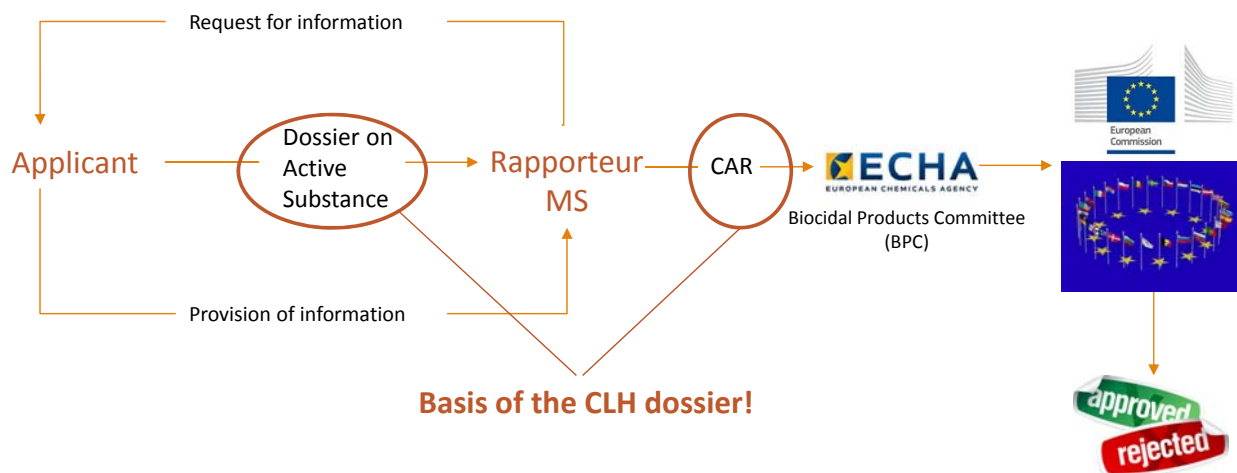 Request for information
Applicant
Dossier on
Active
Substance
Rapporteur
MS
CAR
ECHA
EUROPEAN CHEMICALS AGENCY
Biocidal Products Committee
(BPC)
European
Commission
Provision of information
Basis of the CLH dossier!
approved
rejected